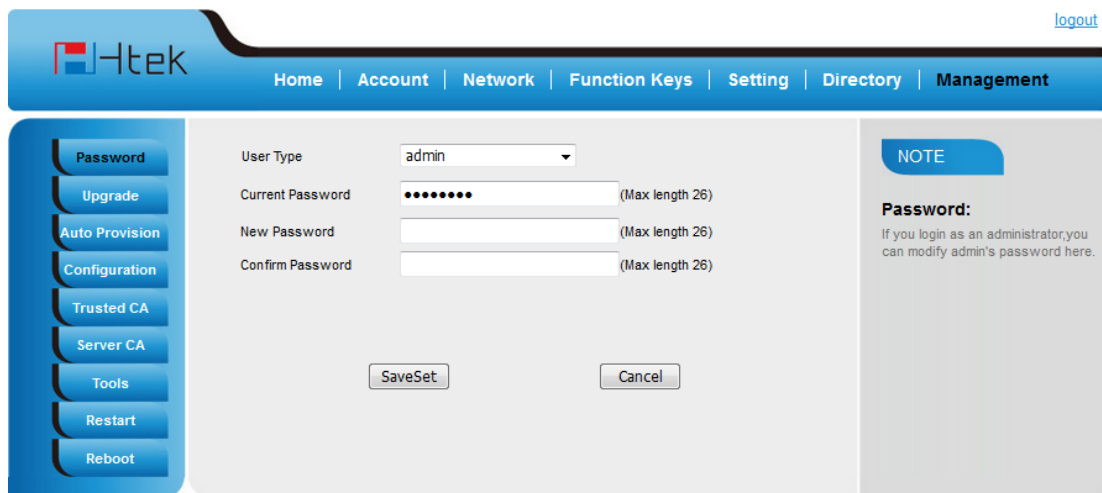 logout
Htek
Home | Account | Network | Function Keys | Setting | Directory | Management
Password
Upgrade
Auto Provision
Configuration
Trusted CA
Server CA
Tools
Restart
Reboot
User Type admin
Current Password •••••••• (Max length 26)
New Password (Max length 26)
Confirm Password (Max length 26)
SaveSet Cancel
NOTE
Password:
If you login as an administrator,you
can modify admin's password here.